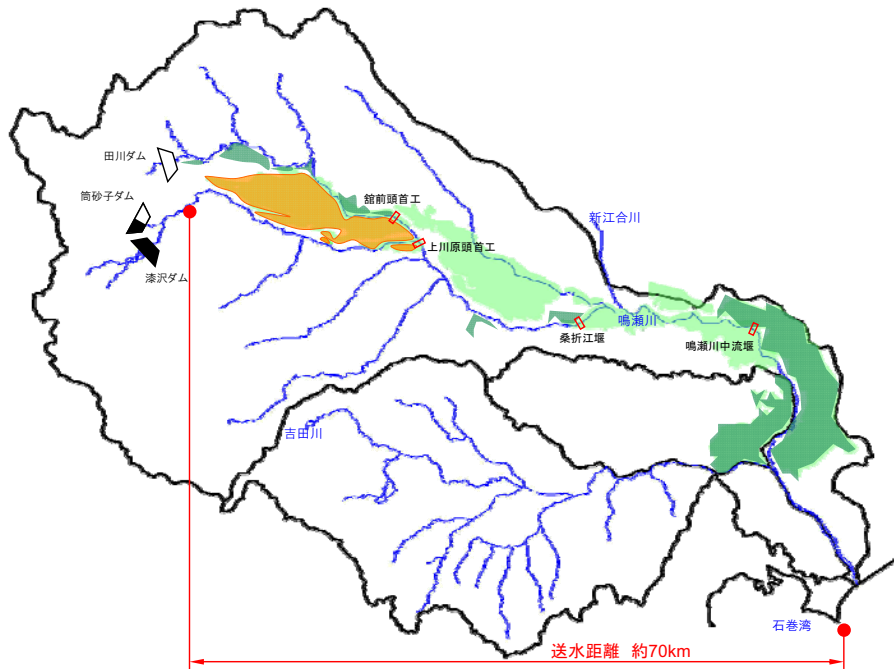 田川ダム
筒砂子ダム
漆沢ダム
舘前頭首工
上川原頭首工
新江合川
鳴瀬川
桑折江堰
鳴瀬川中流堰
吉田川
石巻湾
送水距離 約70km